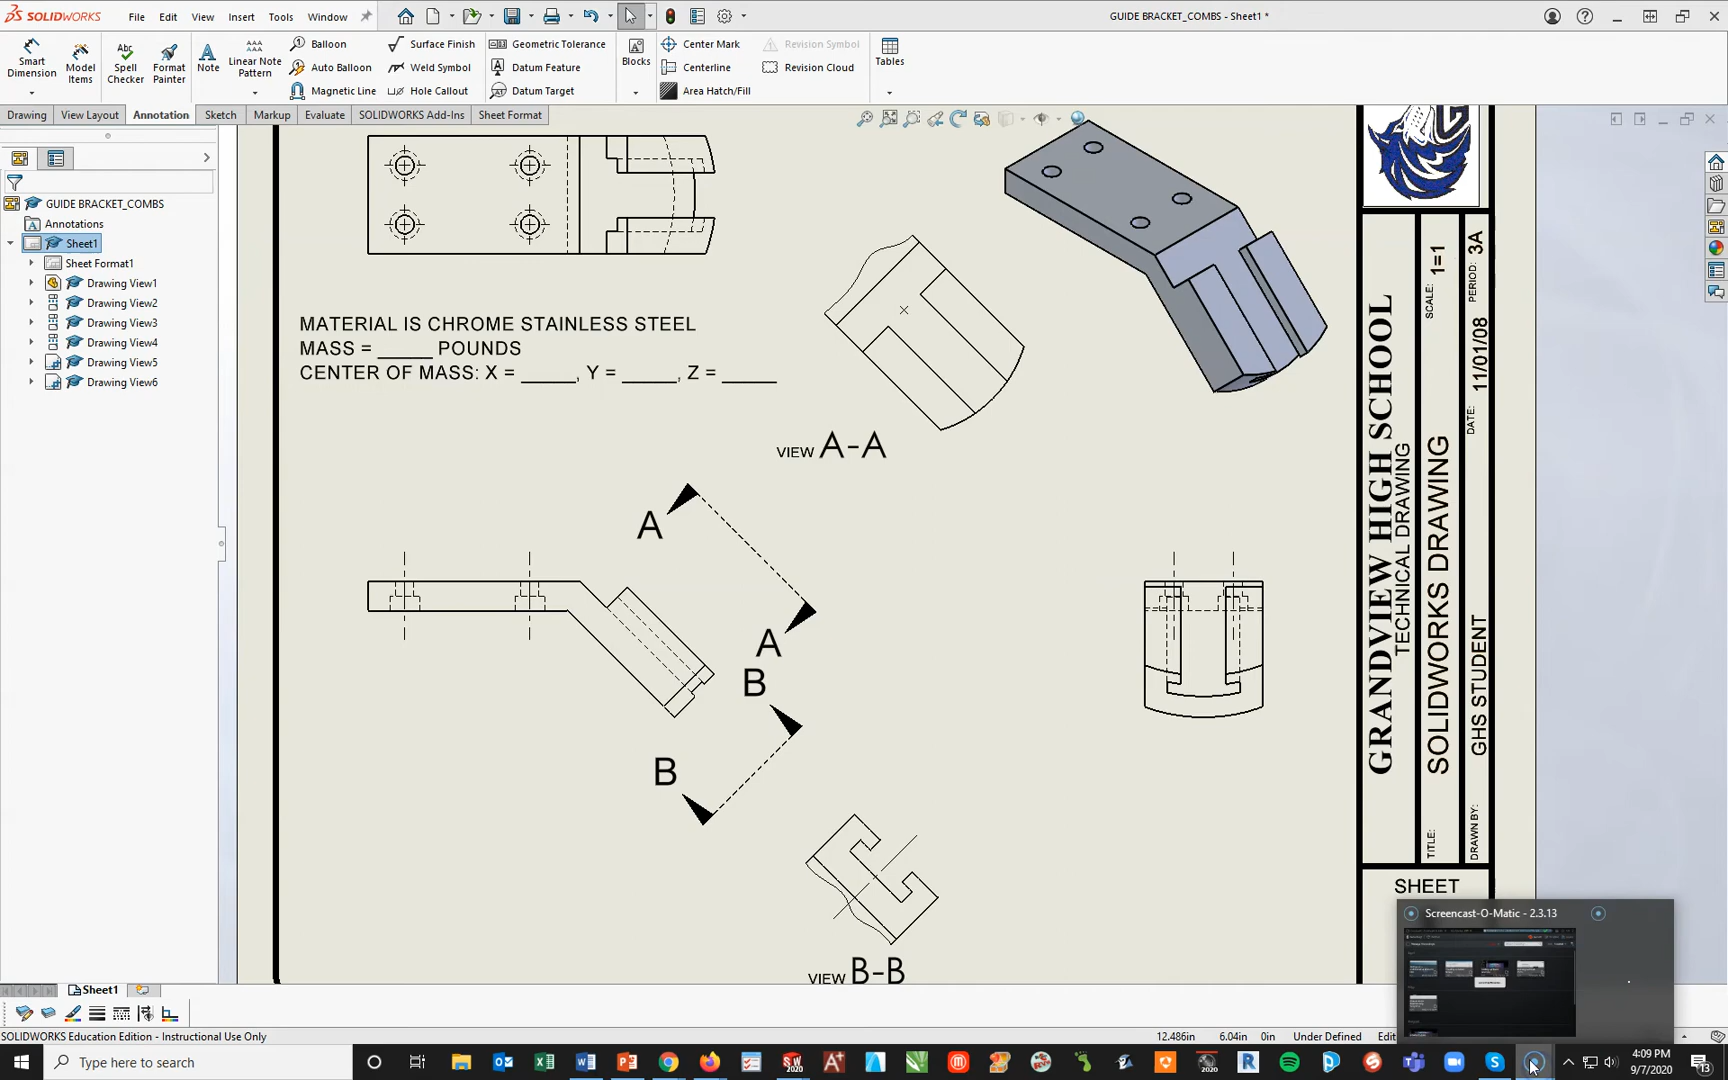 SOLIDWORKS File Edit View Insert Tools Window
GUIDE BRACKET_COMBS - Sheet1 *
Smart Dimension
Model Items
Spell Checker
Format Painter
Note
Linear Note Pattern
Balloon
Auto Balloon
Magnetic Line
Surface Finish
Weld Symbol
Hole Callout
Geometric Tolerance
Datum Feature
Datum Target
Blocks
Center Mark
Centerline
Area Hatch/Fill
Revision Symbol
Revision Cloud
Tables
Drawing View Layout Annotation Sketch Markup Evaluate SOLIDWORKS Add-Ins Sheet Format
GUIDE BRACKET_COMBS
Annotations
Sheet1
Sheet Format1
Drawing View1
Drawing View2
Drawing View3
Drawing View4
Drawing View5
Drawing View6
MATERIAL IS CHROME STAINLESS STEEL
MASS = _____ POUNDS
CENTER OF MASS: X = _____, Y = _____, Z = _____
VIEW A-A
A
A
B
B
VIEW B-B
GRANDVIEW HIGH SCHOOL
TECHNICAL DRAWING
SCALE: 1=1
TITLE: SOLIDWORKS DRAWING
PERIOD: 3A
DATE: 11/01/08
DRAWN BY: GHS STUDENT
SHEET
Screencast-O-Matic - 2.3.13
Sheet1
SOLIDWORKS Education Edition - Instructional Use Only
12.486in 6.04in 0in Under Defined
Type here to search
4:09 PM
9/7/2020
13